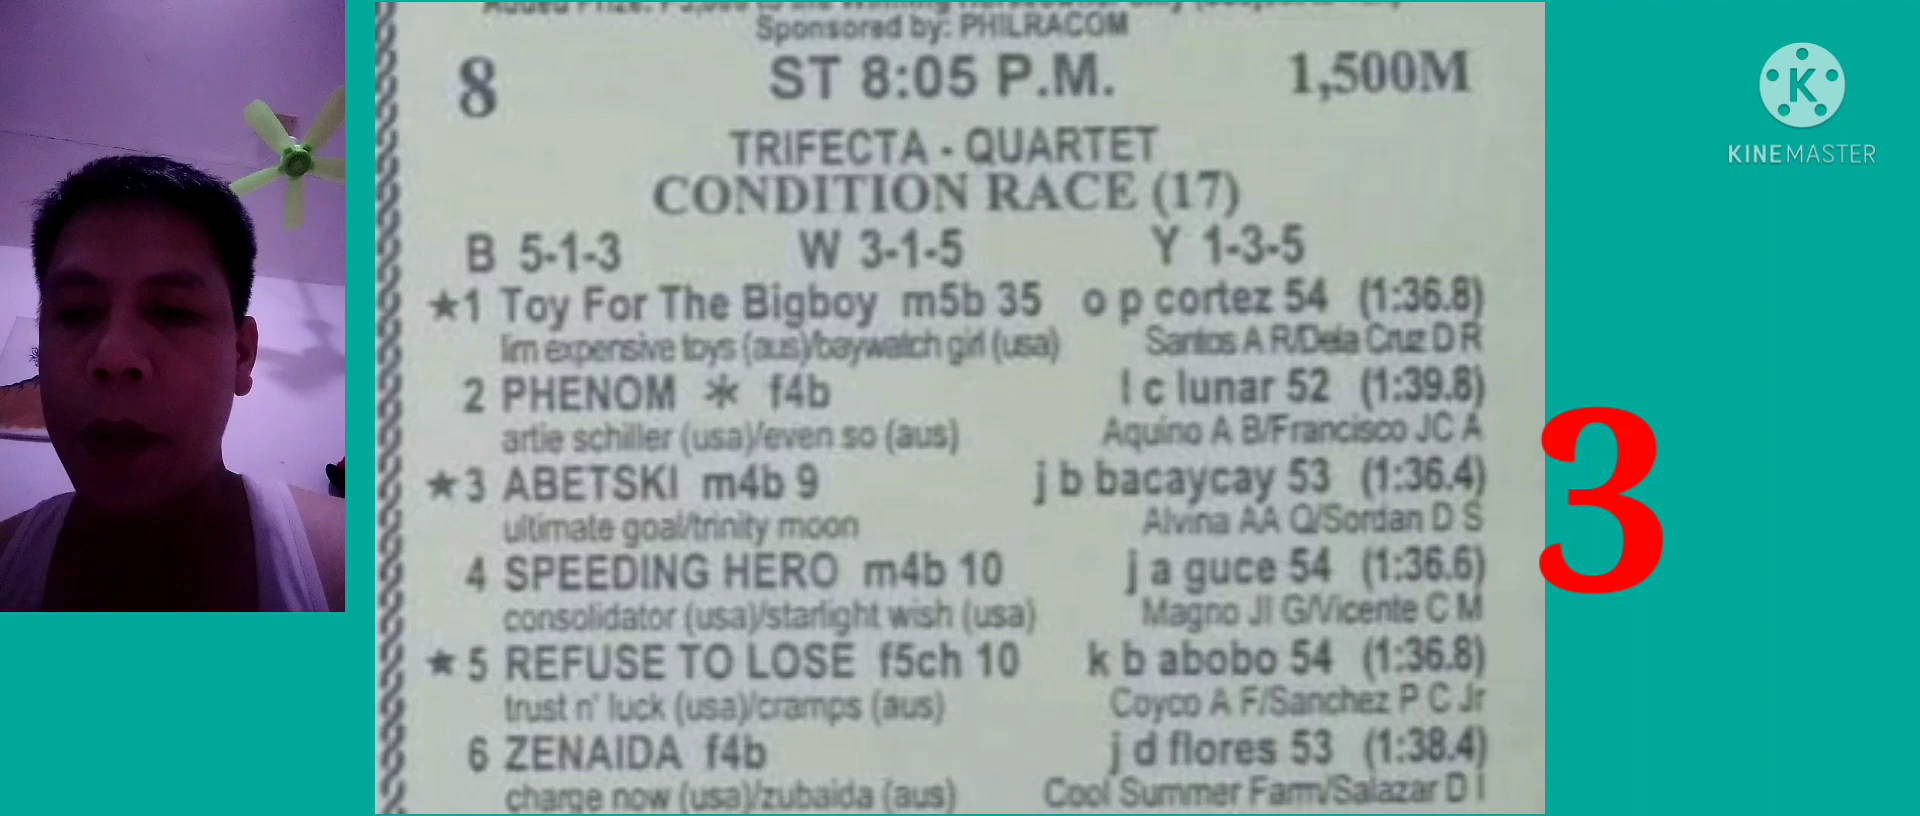 Sponsored by: PHILRACOM
8 ST 8:05 P.M. 1,500M
TRIFECTA - QUARTET
CONDITION RACE (17)
B 5-1-3 W 3-1-5 Y 1-3-5
★1 Toy For The Bigboy m5b 35 o p cortez 54 (1:36.8)
lim expensive toys (aus)/baywatch girl (usa) Santos A R/Dela Cruz D R
2 PHENOM * f4b l c lunar 52 (1:39.8)
artie schiller (usa)/even so (aus) Aquino A B/Francisco JC A
★3 ABETSKI m4b 9 j b bacaycay 53 (1:36.4)
ultimate goal/trinity moon Alvina AA Q/Sordan D S
4 SPEEDING HERO m4b 10 j a guce 54 (1:36.6)
consolidator (usa)/starlight wish (usa) Magno JI G/Vicente C M
★5 REFUSE TO LOSE f5ch 10 k b abobo 54 (1:36.8)
trust n' luck (usa)/cramps (aus) Coyco A F/Sanchez P C Jr
6 ZENAIDA f4b j d flores 53 (1:38.4)
charge now (usa)/zubaida (aus) Cool Summer Farm/Salazar D I
3
K
KINEMASTER